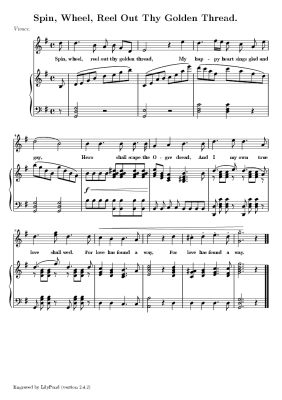 Spin, Wheel, Reel Out Thy Golden Thread.
Vivace.
Spin, wheel, reel out thy golden thread, My hap-py heart sings glad and
gay, Hero shall scape the O-gre dread, And I my own true
love shall wed. For love has found a way, For love has found a way.
Engraved by LilyPond (version 2.4.2)